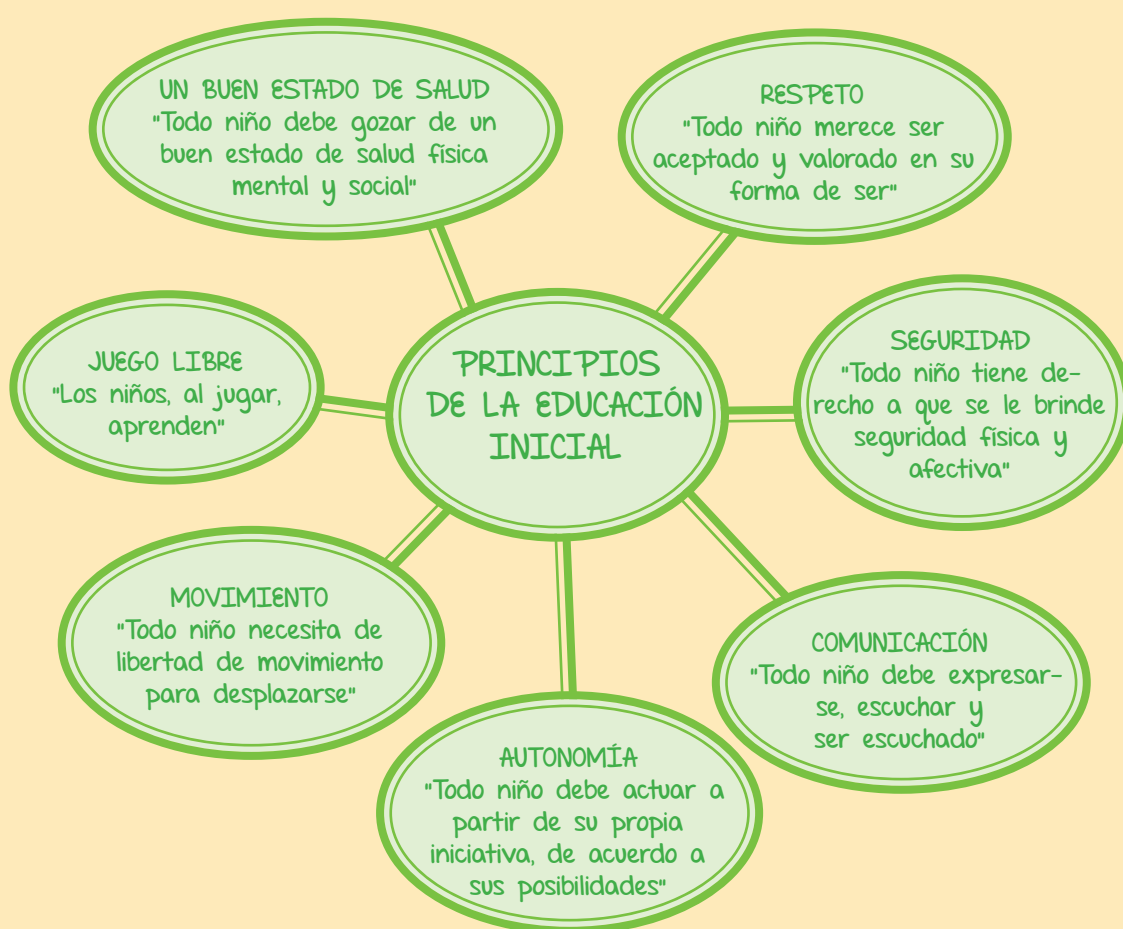 PRINCIPIOS
DE LA EDUCACIÓN
INICIAL
UN BUEN ESTADO DE SALUD
"Todo niño debe gozar de un
buen estado de salud física
mental y social"
RESPETO
"Todo niño merece ser
aceptado y valorado en su
forma de ser"
SEGURIDAD
"Todo niño tiene de-
recho a que se le brinde
seguridad física y
afectiva"
COMUNICACIÓN
"Todo niño debe expresar-
se, escuchar y
ser escuchado"
AUTONOMÍA
"Todo niño debe actuar a
partir de su propia
iniciativa, de acuerdo a
sus posibilidades"
MOVIMIENTO
"Todo niño necesita de
libertad de movimiento
para desplazarse"
JUEGO LIBRE
"Los niños, al jugar,
aprenden"